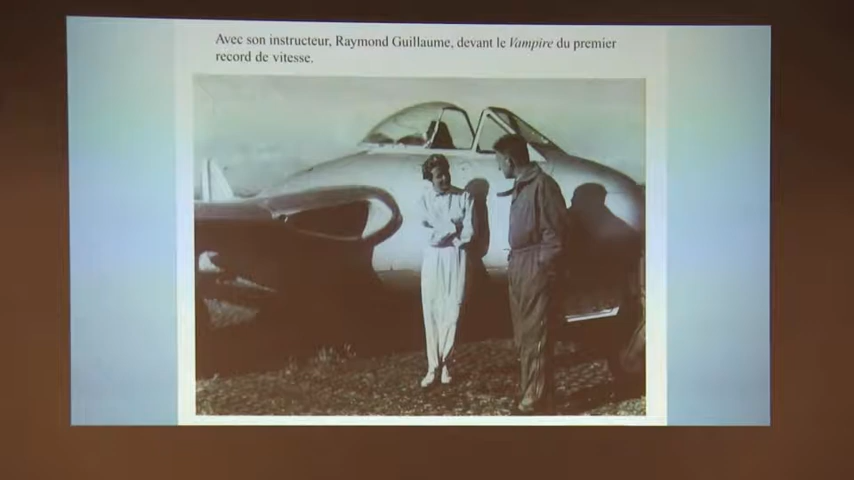 Avec son instructeur, Raymond Guillaume, devant le Vampire du premier
record de vitesse.